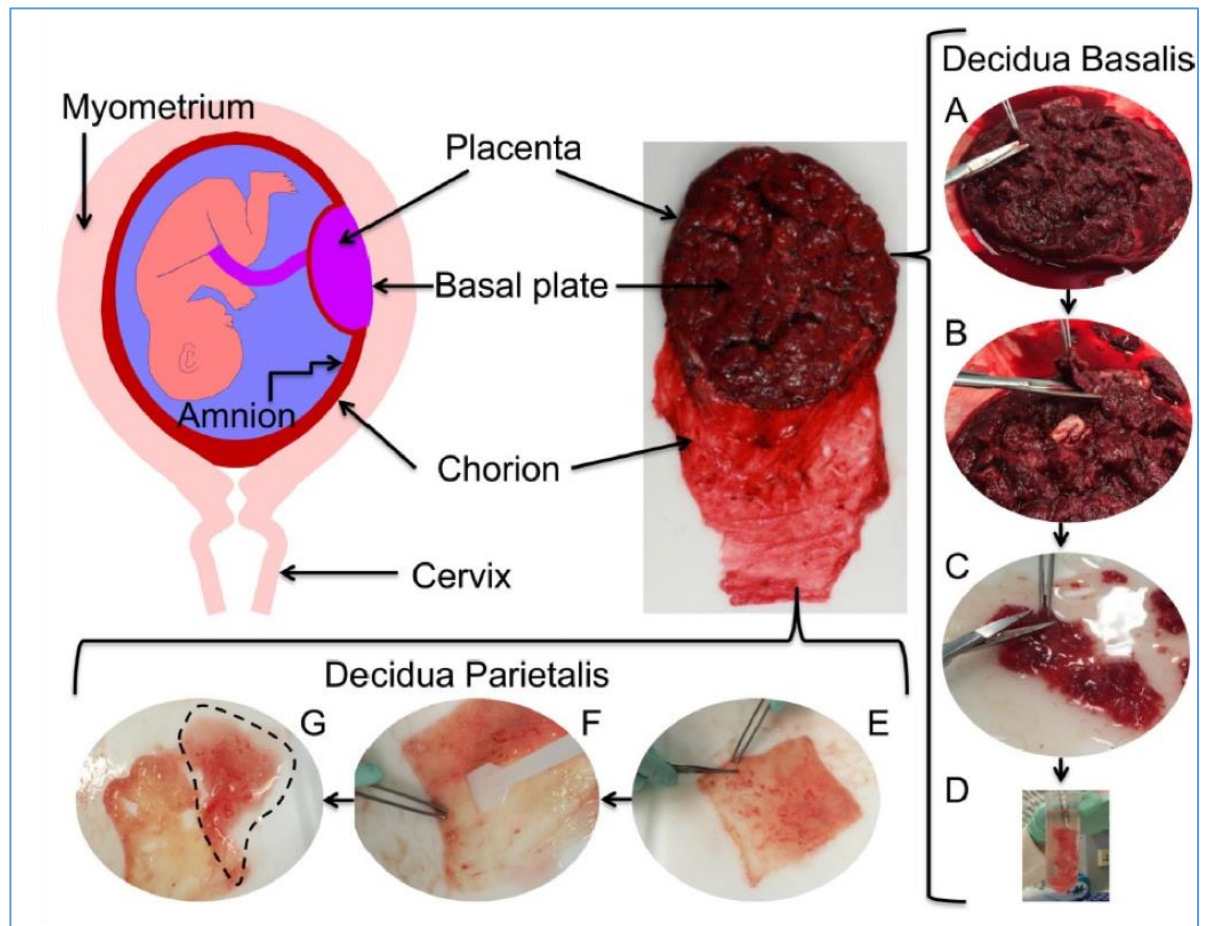 Decidua Basalis
A
Myometrium
Placenta
Basal plate
B
Amnion
Chorion
C
Cervix
Decidua Parietalis
G
F
E
D